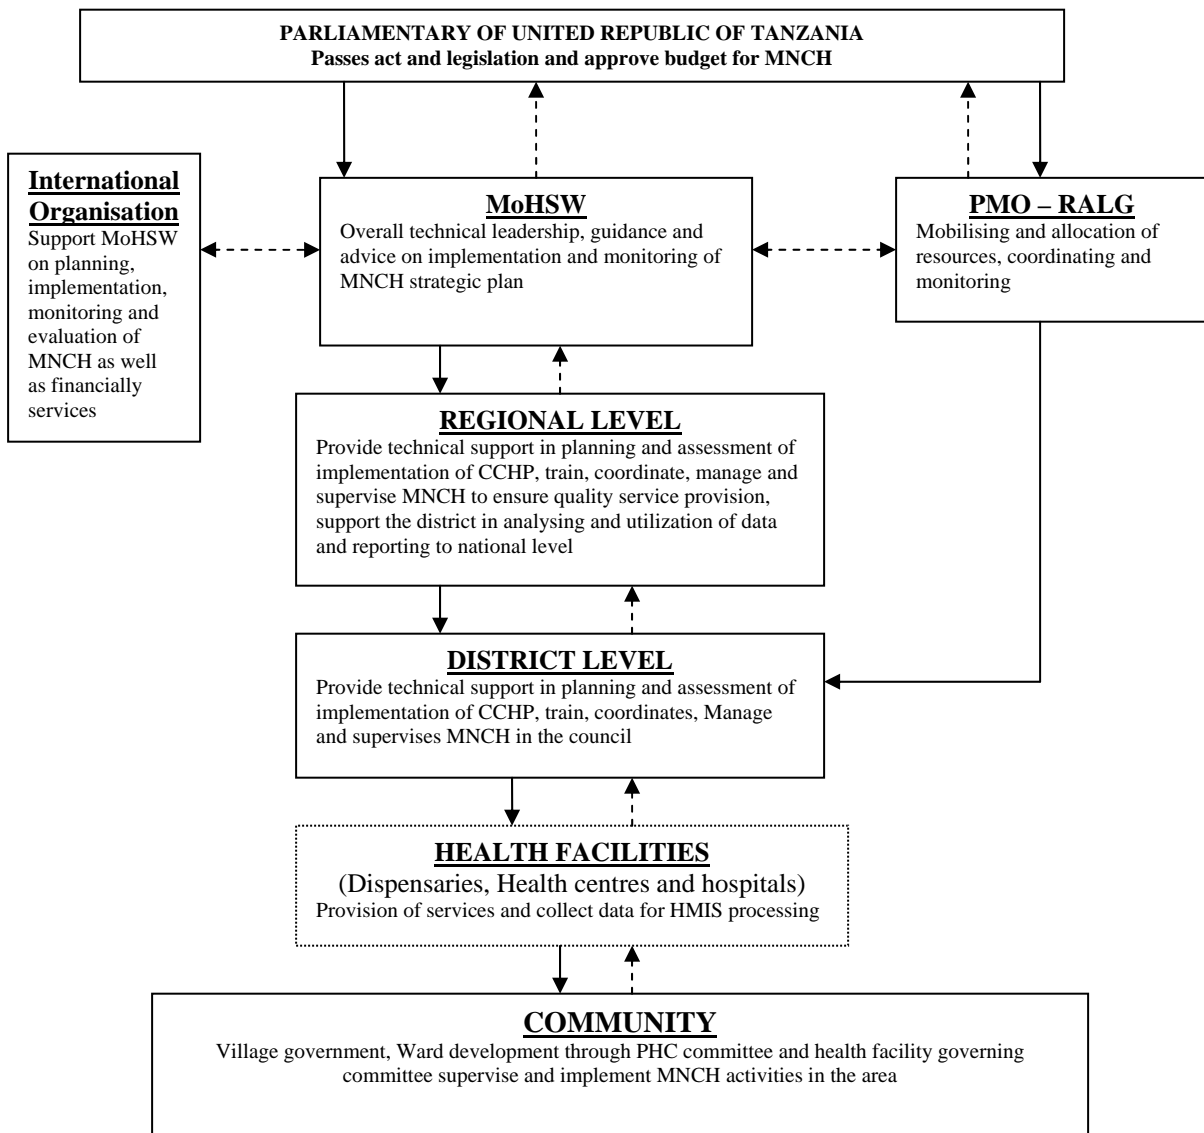 PARLIAMENTARY OF UNITED REPUBLIC OF TANZANIA
Passes act and legislation and approve budget for MNCH
International
Organisation
Support MoHSW
on planning,
implementation,
monitoring and
evaluation of
MNCH as well
as financially
services
MoHSW
Overall technical leadership, guidance and
advice on implementation and monitoring of
MNCH strategic plan
PMO – RALG
Mobilising and allocation of
resources, coordinating and
monitoring
REGIONAL LEVEL
Provide technical support in planning and assessment of
implementation of CCHP, train, coordinate, manage and
supervise MNCH to ensure quality service provision,
support the district in analysing and utilization of data
and reporting to national level
DISTRICT LEVEL
Provide technical support in planning and assessment of
implementation of CCHP, train, coordinates, Manage
and supervises MNCH in the council
HEALTH FACILITIES
(Dispensaries, Health centres and hospitals)
Provision of services and collect data for HMIS processing
COMMUNITY
Village government, Ward development through PHC committee and health facility governing
committee supervise and implement MNCH activities in the area